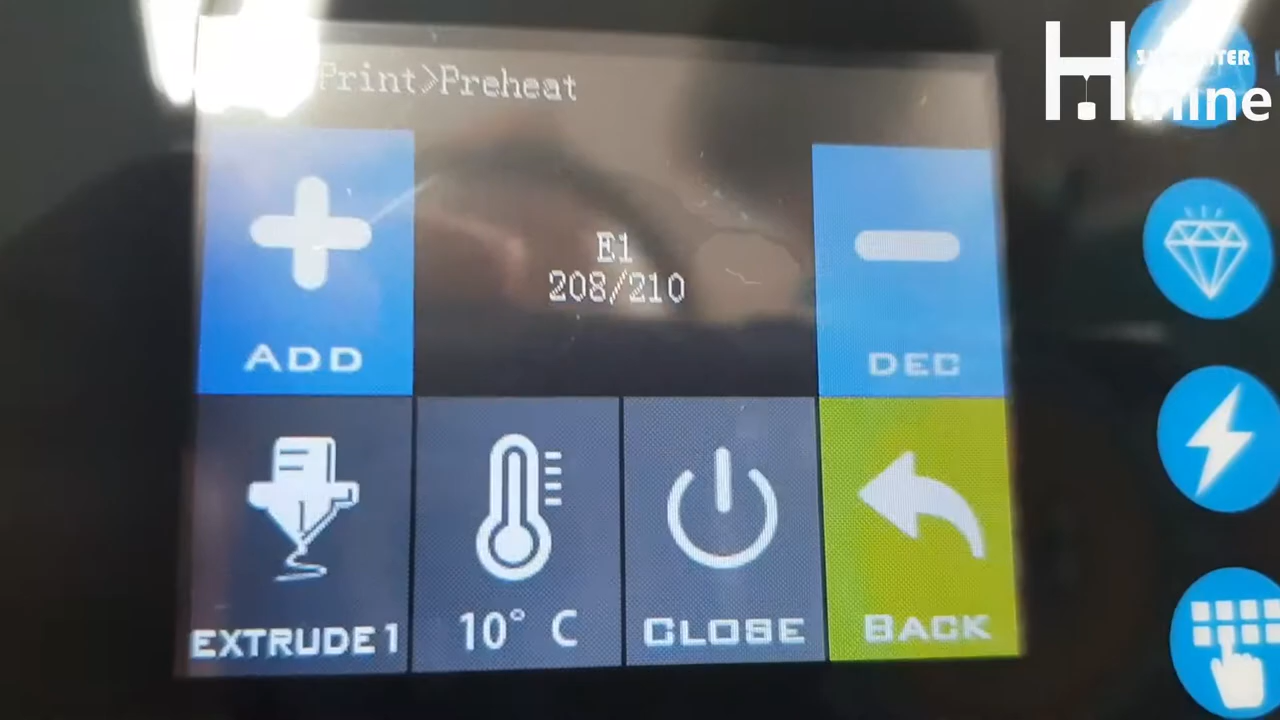 Print>Preheat
ADD
E1
208/210
DEC
EXTRUDE1
10° C
CLOSE
BACK
H
mine